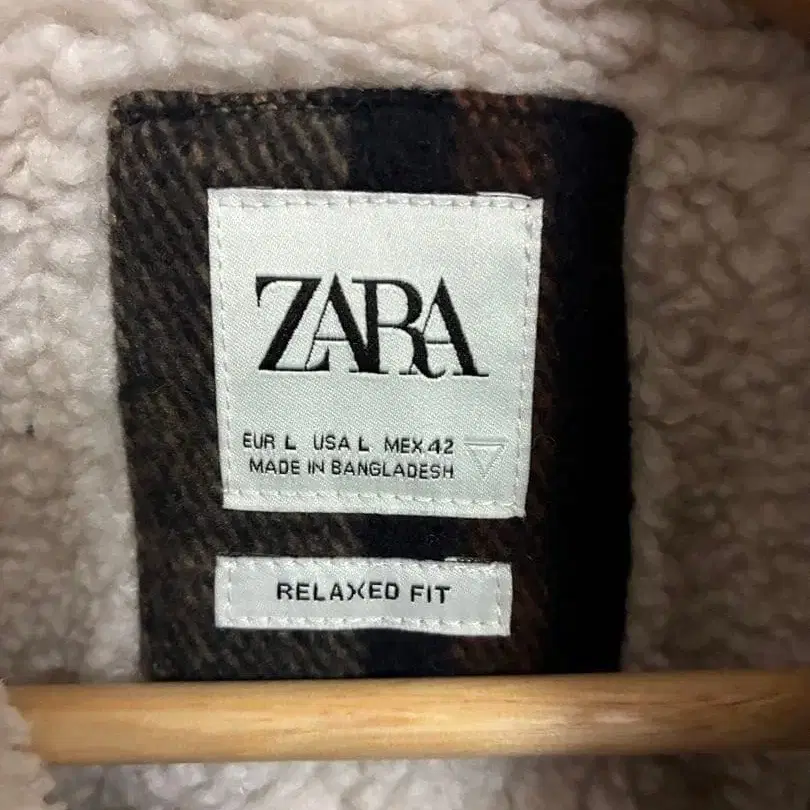 ZARA
EUR L USA L MEX 42
MADE IN BANGLADESH
RELAXED FIT